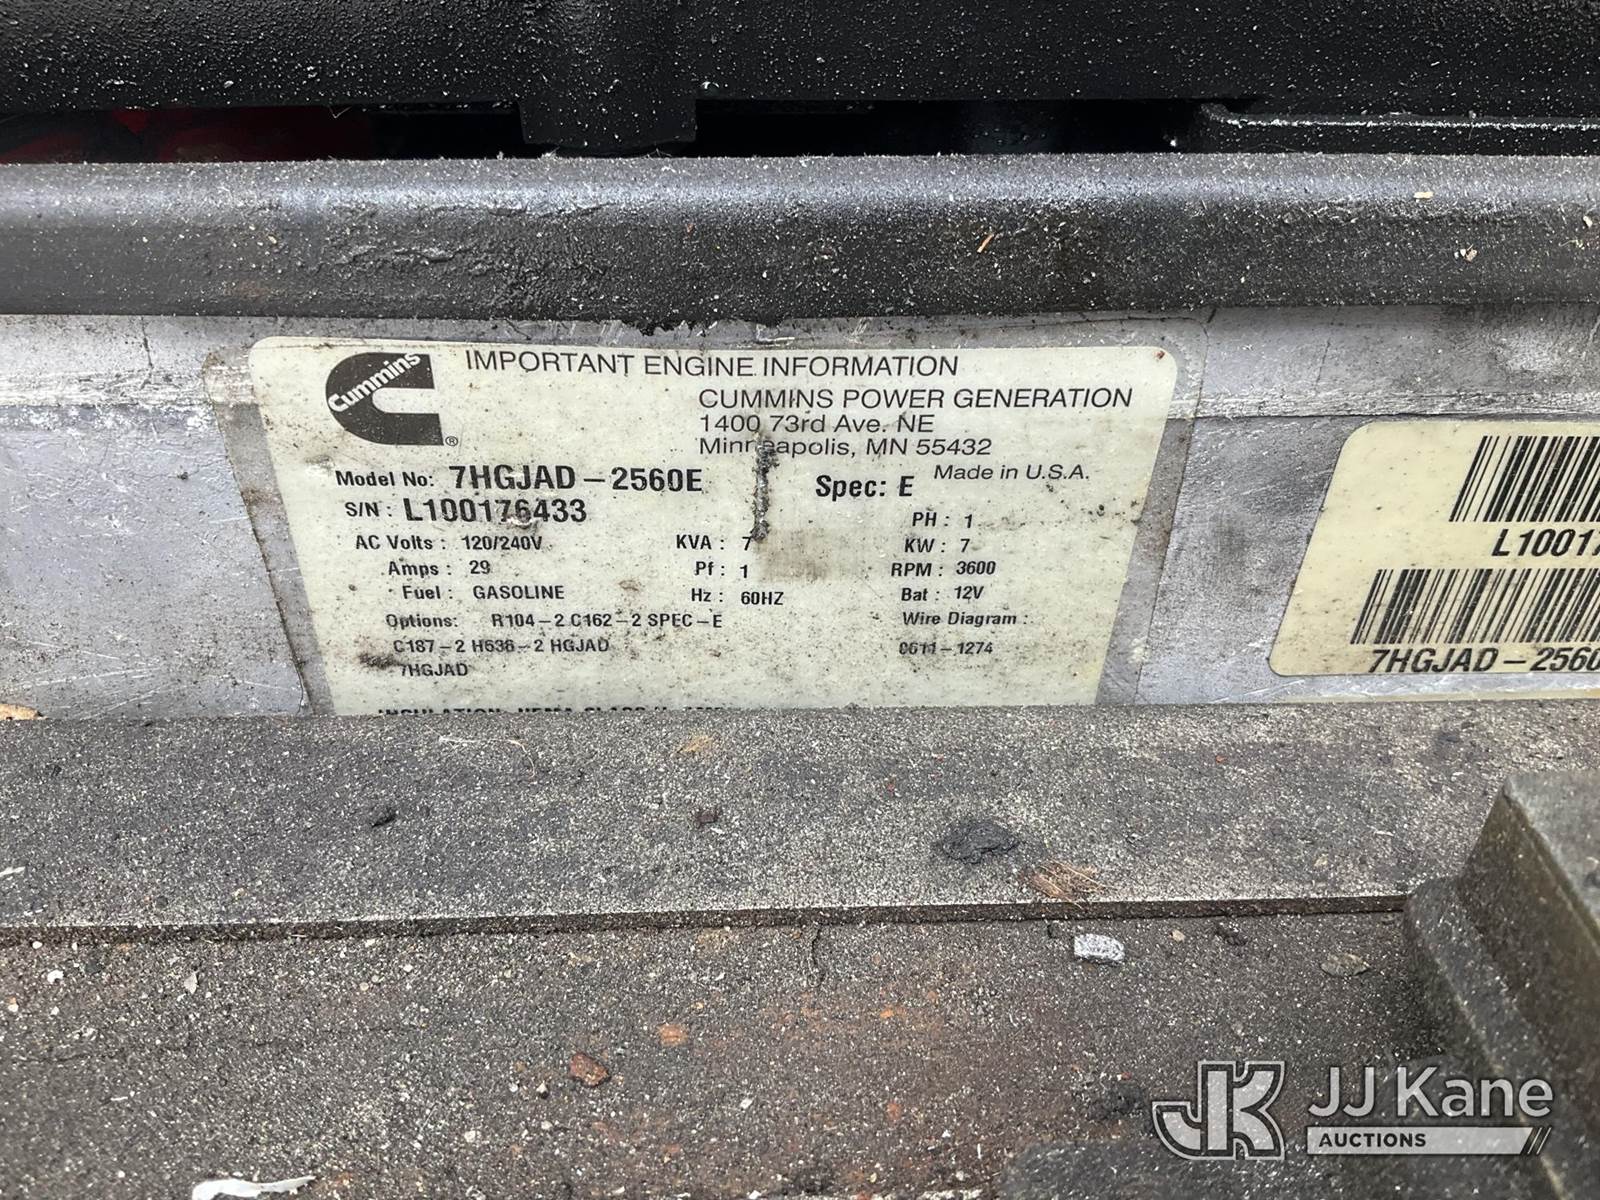 Cummins ®
IMPORTANT ENGINE INFORMATION
CUMMINS POWER GENERATION
1400 73rd Ave. NE
Minneapolis, MN 55432
Made in U.S.A.
Model No: 7HGJAD-2560E Spec: E
S/N: L100176433 PH: 1
AC Volts: 120/240V KVA: 7 KW: 7
Amps: 29 Pf: 1 RPM: 3600
Fuel: GASOLINE Hz: 60HZ Bat: 12V
Options: R104-2 C162-2 SPEC-E Wire Diagram:
C187-2 H636-2 HGJAD 0611-1274
7HGJAD
L1001
7HGJAD-2560
JK JJ Kane
AUCTIONS